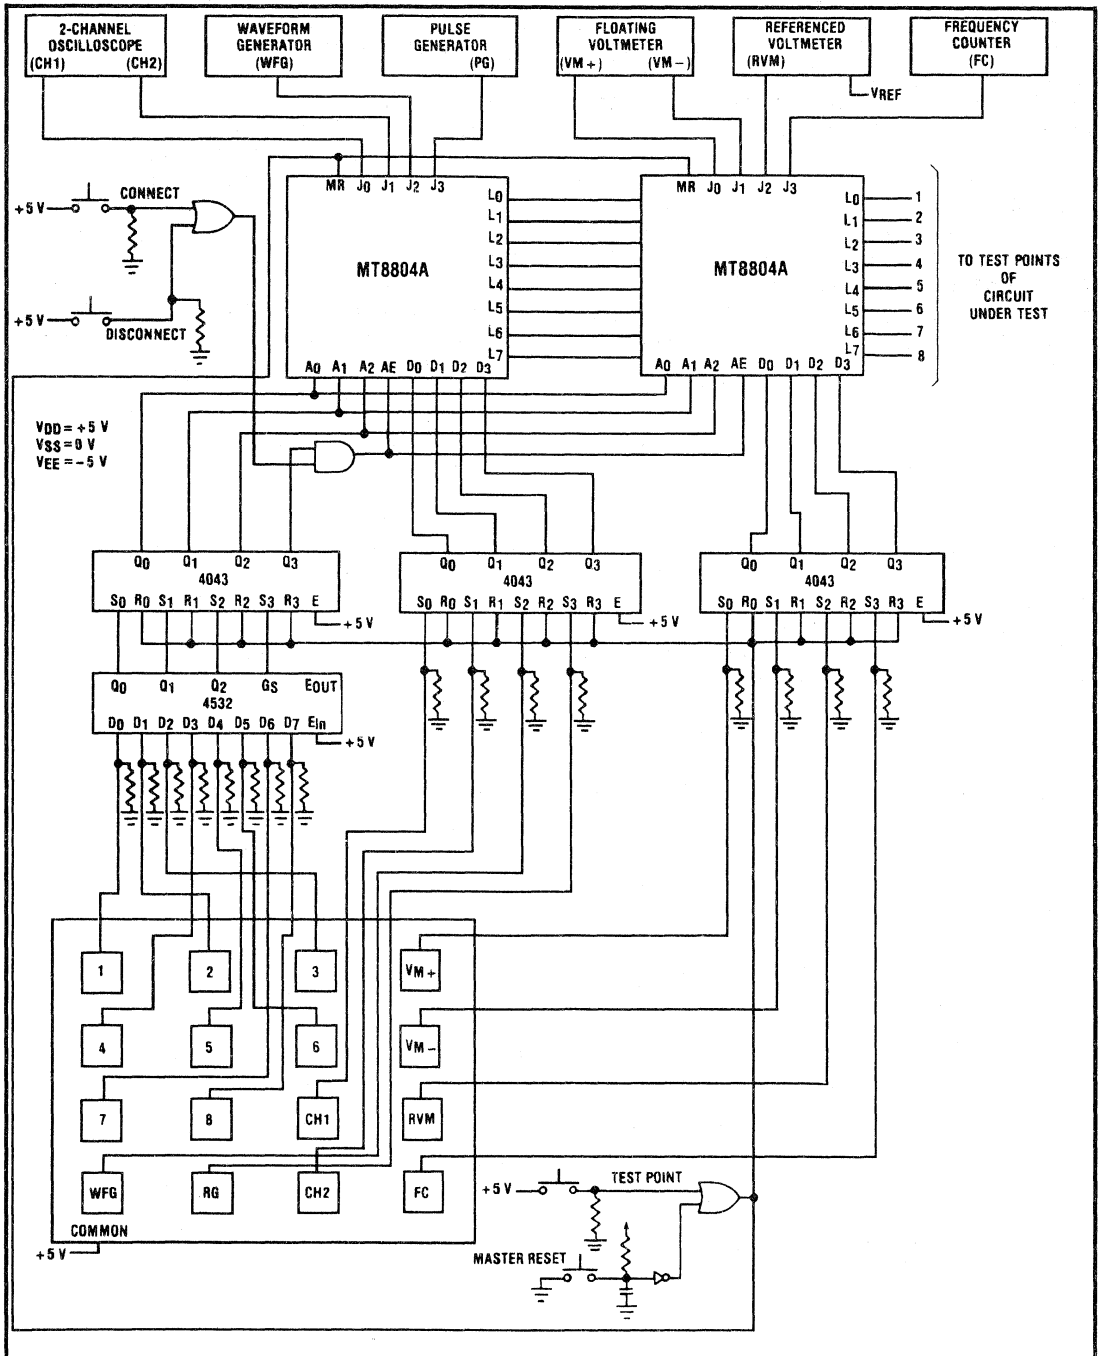 2-CHANNEL
OSCILLOSCOPE
(CH1) (CH2)
WAVEFORM
GENERATOR
(WFG)
PULSE
GENERATOR
(PG)
FLOATING
VOLTMETER
(VM+) (VM-)
REFERENCED
VOLTMETER
(RVM)
FREQUENCY
COUNTER
(FC)
VREF
MR J0 J1 J2 J3
MR J0 J1 J2 J3
+5 V CONNECT
+5 V DISCONNECT
MT8804A
L0
L1
L2
L3
L4
L5
L6
L7
A0 A1 A2 AE D0 D1 D2 D3
MT8804A
L0 1
L1 2
L2 3
L3 4
L4 5
L5 6
L6 7
L7 8
A0 A1 A2 AE D0 D1 D2 D3
TO TEST POINTS
OF
CIRCUIT
UNDER TEST
VDD = +5 V
VSS = 0 V
VEE = -5 V
Q0 Q1 Q2 Q3
4043
S0 R0 S1 R1 S2 R2 S3 R3 E
+5 V
Q0 Q1 Q2 Q3
4043
S0 R0 S1 R1 S2 R2 S3 R3 E
+5 V
Q0 Q1 Q2 Q3
4043
S0 R0 S1 R1 S2 R2 S3 R3 E
+5 V
Q0 Q1 Q2 GS EOUT
4532
D0 D1 D2 D3 D4 D5 D6 D7 Ein
+5 V
1 2 3 VM+
4 5 6 VM-
7 8 CH1 RVM
WFG RG CH2 FC
COMMON
+5 V
+5 V TEST POINT
MASTER RESET